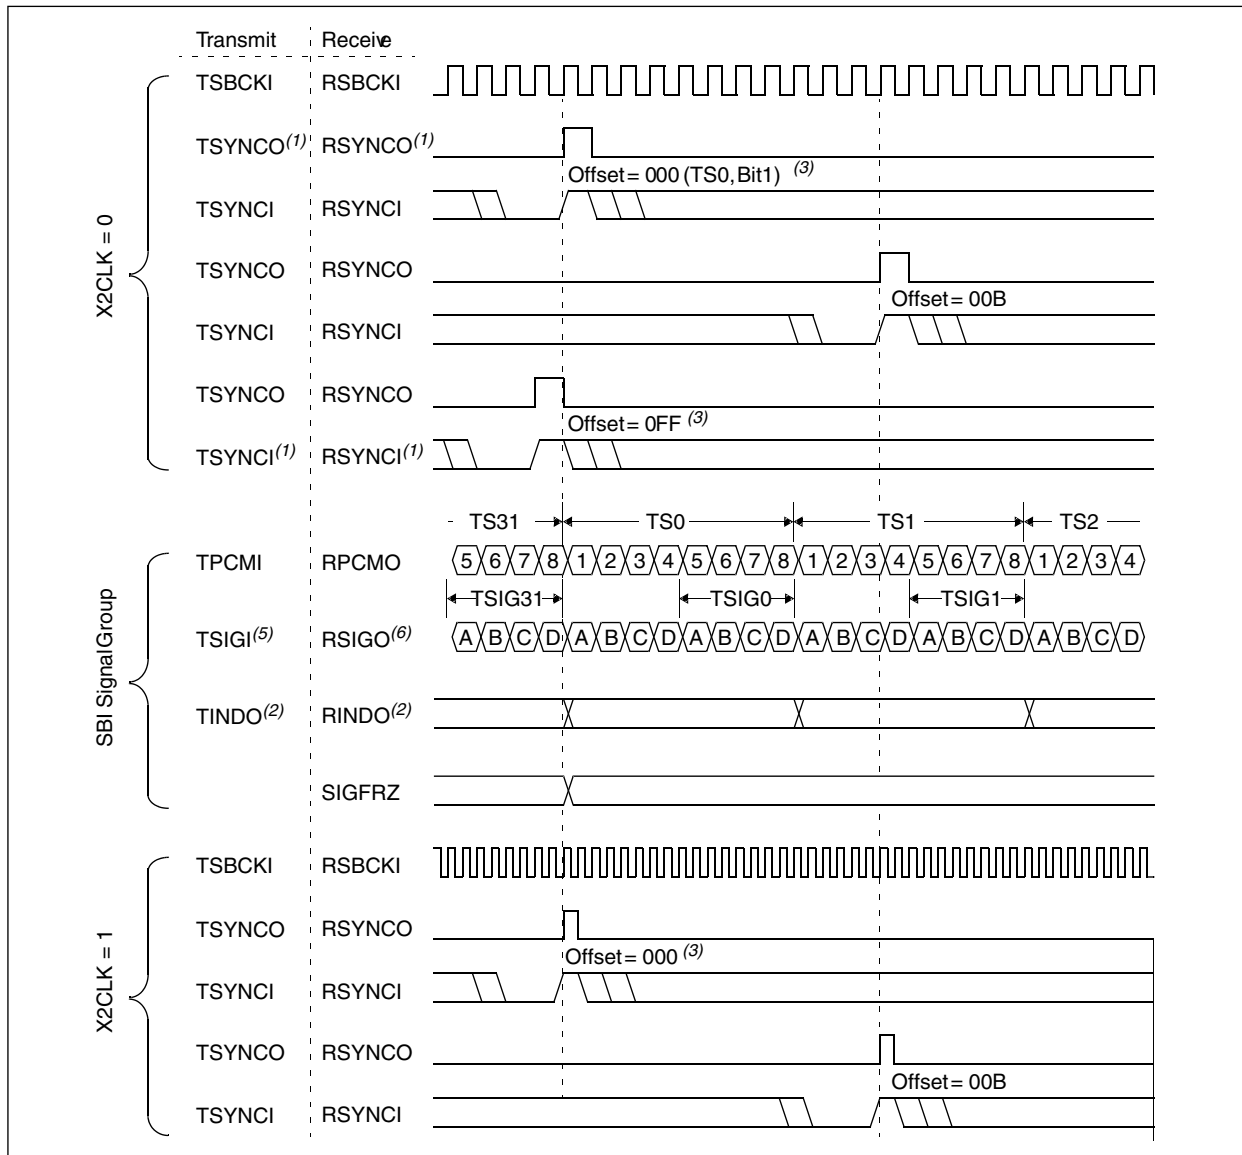 Transmit Receive
TSBCKI RSBCKI
TSYNCO(1) RSYNCO(1)
Offset = 000 (TS0, Bit1) (3)
TSYNCI RSYNCI
TSYNCO RSYNCO
Offset = 00B
TSYNCI RSYNCI
TSYNCO RSYNCO
Offset = 0FF (3)
TSYNCI(1) RSYNCI(1)
X2CLK = 0
TS31 TS0 TS1 TS2
TPCMI RPCMO 5 6 7 8 1 2 3 4 5 6 7 8 1 2 3 4 5 6 7 8 1 2 3 4
TSIG31 TSIG0 TSIG1
TSIGI(5) RSIGO(6) A B C D A B C D A B C D A B C D A B C D A B C D
TINDO(2) RINDO(2)
SIGFRZ
SBI Signal Group
TSBCKI RSBCKI
TSYNCO RSYNCO
Offset = 000 (3)
TSYNCI RSYNCI
TSYNCO RSYNCO
Offset = 00B
TSYNCI RSYNCI
X2CLK = 1